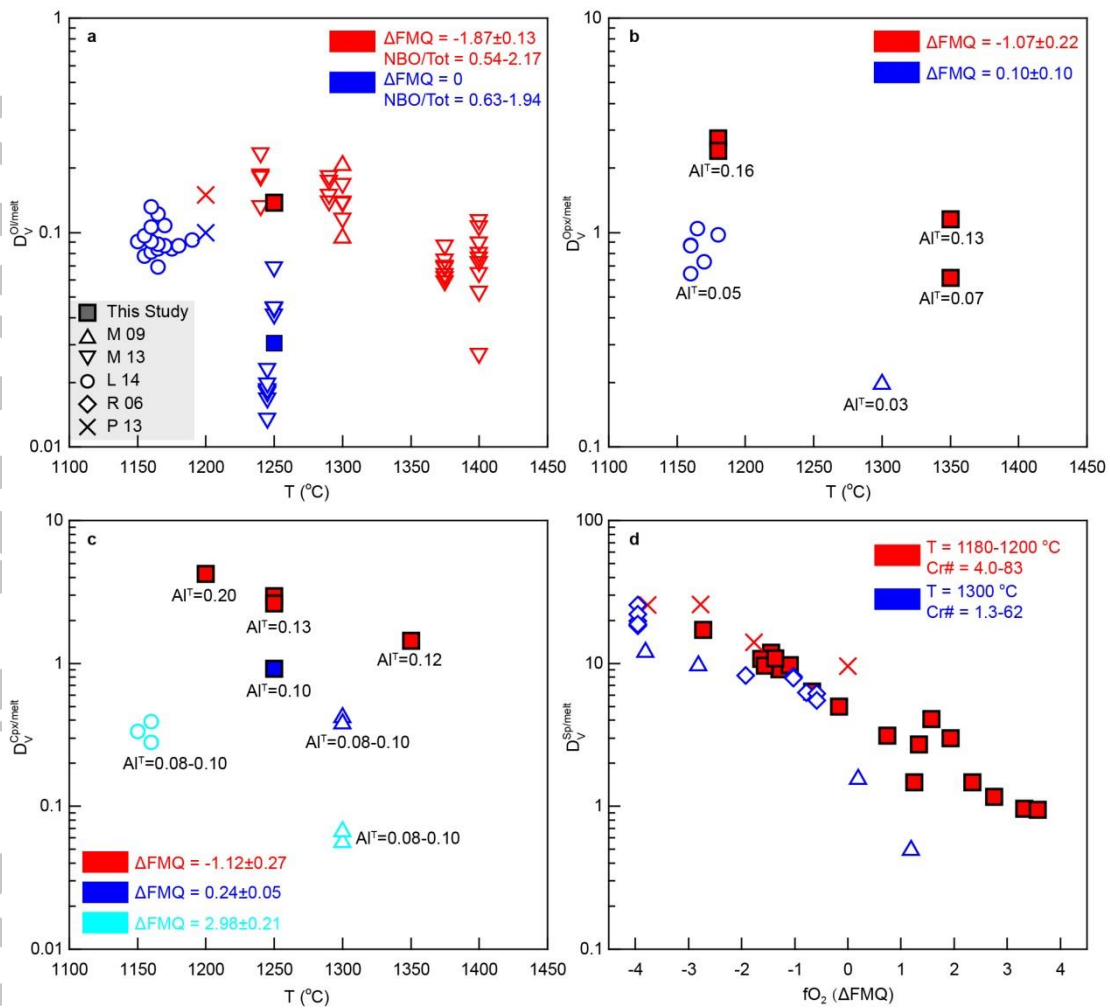 a
ΔFMQ = -1.87±0.13
NBO/Tot = 0.54-2.17
ΔFMQ = 0
NBO/Tot = 0.63-1.94
1
0.1
0.01
D_V^Ol/melt
This Study
M 09
M 13
L 14
R 06
P 13
1100 1150 1200 1250 1300 1350 1400 1450
T (°C)
b
ΔFMQ = -1.07±0.22
ΔFMQ = 0.10±0.10
10
1
0.1
D_V^Opx/melt
Al^T=0.16
Al^T=0.05
Al^T=0.13
Al^T=0.07
Al^T=0.03
1100 1150 1200 1250 1300 1350 1400 1450
T (°C)
c
10
1
0.1
0.01
D_V^Cpx/melt
Al^T=0.20
Al^T=0.13
Al^T=0.12
Al^T=0.10
Al^T=0.08-0.10
Al^T=0.08-0.10
Al^T=0.08-0.10
ΔFMQ = -1.12±0.27
ΔFMQ = 0.24±0.05
ΔFMQ = 2.98±0.21
1100 1150 1200 1250 1300 1350 1400 1450
T (°C)
d
T = 1180-1200 °C
Cr# = 4.0-83
T = 1300 °C
Cr# = 1.3-62
100
10
1
0.1
D_V^Sp/melt
-4 -3 -2 -1 0 1 2 3 4
fO₂ (ΔFMQ)